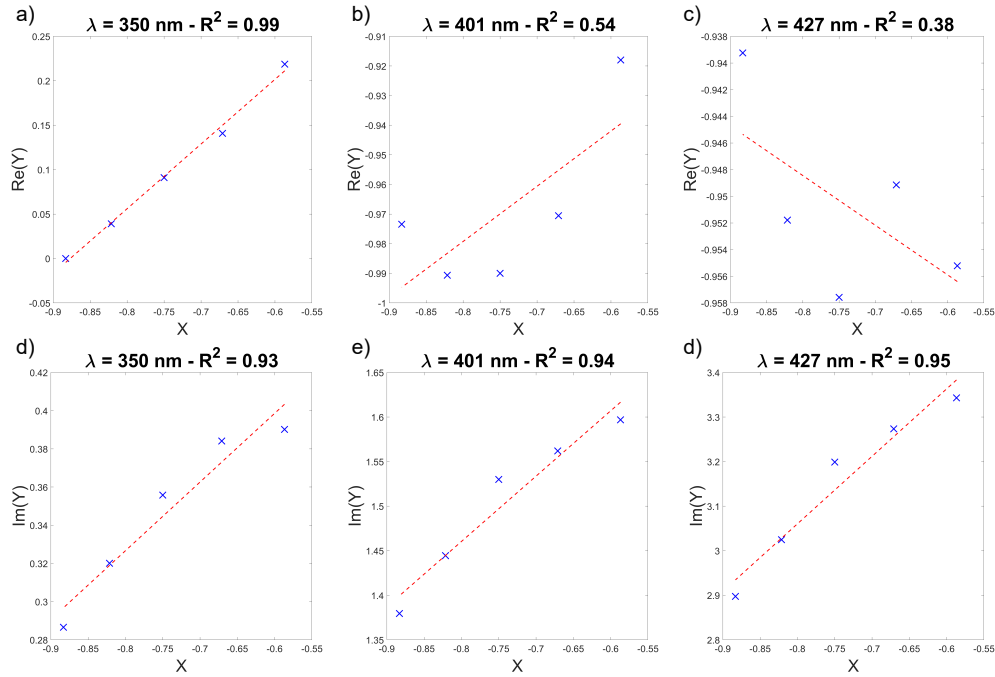 a)
λ = 350 nm - R² = 0.99
0.25
0.2
0.15
0.1
0.05
0
-0.05
Re(Y)
-0.9 -0.85 -0.8 -0.75 -0.7 -0.65 -0.6 -0.55
X
b)
λ = 401 nm - R² = 0.54
-0.91
-0.92
-0.93
-0.94
-0.95
-0.96
-0.97
-0.98
-0.99
-1
Re(Y)
-0.9 -0.85 -0.8 -0.75 -0.7 -0.65 -0.6 -0.55
X
c)
λ = 427 nm - R² = 0.38
-0.938
-0.94
-0.942
-0.944
-0.946
-0.948
-0.95
-0.952
-0.954
-0.956
-0.958
Re(Y)
-0.9 -0.85 -0.8 -0.75 -0.7 -0.65 -0.6 -0.55
X
d)
λ = 350 nm - R² = 0.93
0.42
0.4
0.38
0.36
0.34
0.32
0.3
0.28
Im(Y)
-0.9 -0.85 -0.8 -0.75 -0.7 -0.65 -0.6 -0.55
X
e)
λ = 401 nm - R² = 0.94
1.65
1.6
1.55
1.5
1.45
1.4
1.35
Im(Y)
-0.9 -0.85 -0.8 -0.75 -0.7 -0.65 -0.6 -0.55
X
d)
λ = 427 nm - R² = 0.95
3.4
3.3
3.2
3.1
3
2.9
2.8
Im(Y)
-0.9 -0.85 -0.8 -0.75 -0.7 -0.65 -0.6 -0.55
X